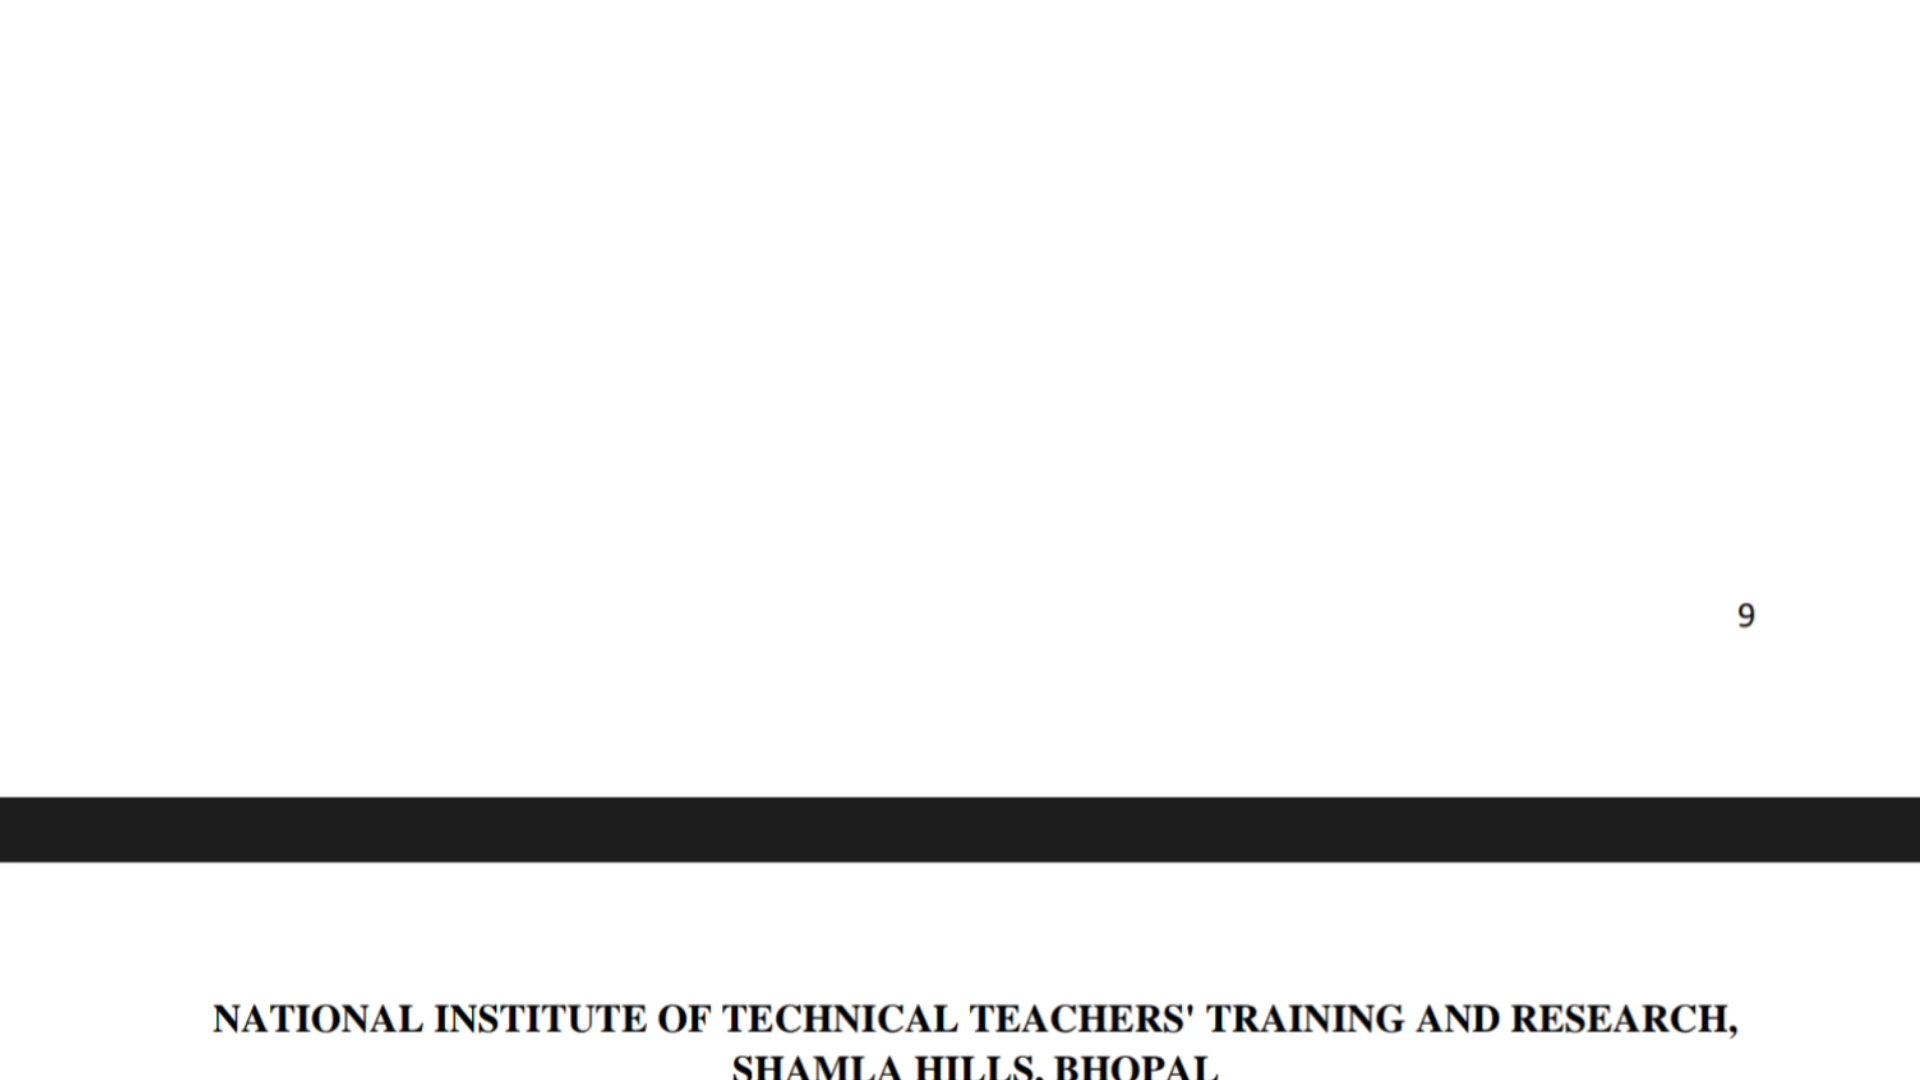 9
NATIONAL INSTITUTE OF TECHNICAL TEACHERS' TRAINING AND RESEARCH,
SHAMLA HILLS, BHOPAL